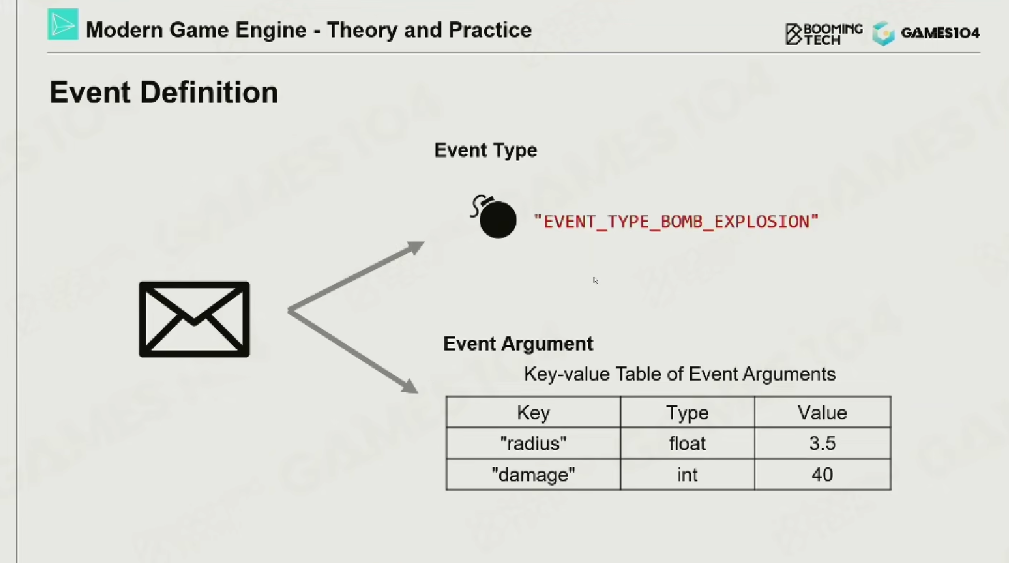 Modern Game Engine - Theory and Practice
BOOMING
TECH
GAMES104
Event Definition
Event Type
"EVENT_TYPE_BOMB_EXPLOSION"
Event Argument
Key-value Table of Event Arguments
Key Type Value
"radius" float 3.5
"damage" int 40